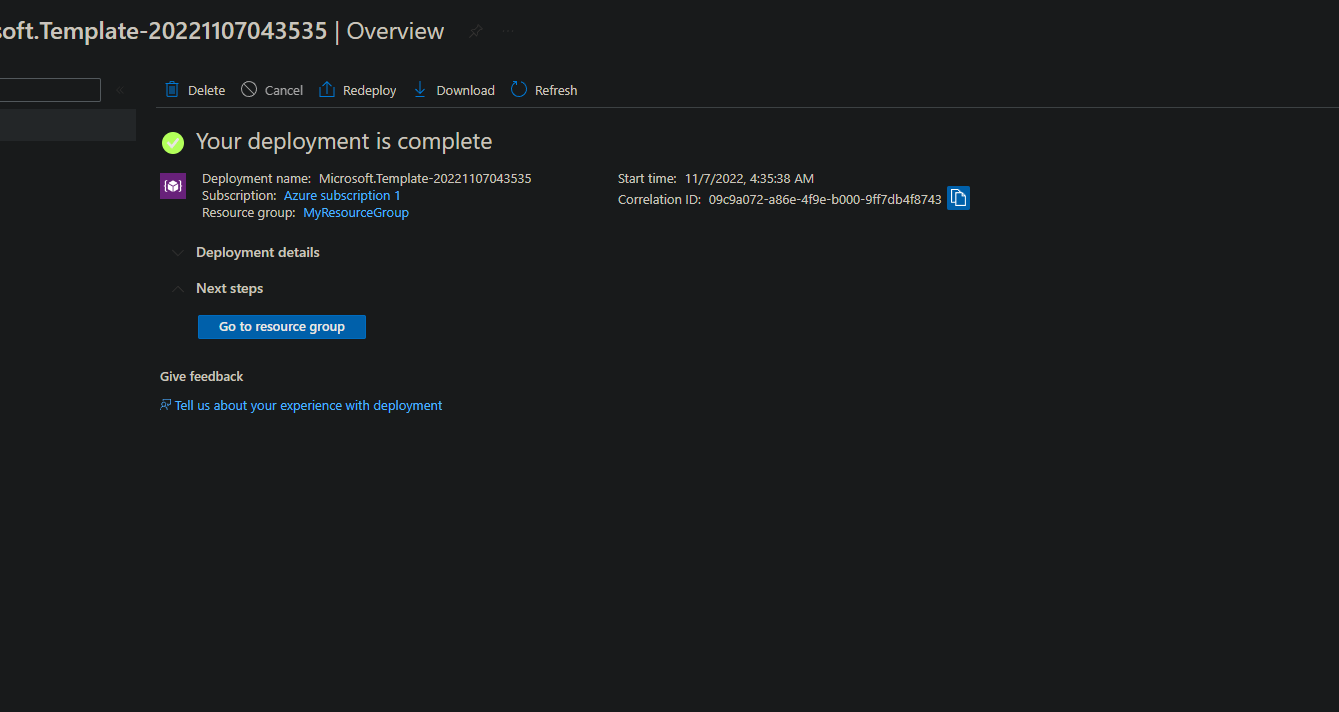 soft.Template-20221107043535 | Overview
Delete Cancel Redeploy Download Refresh
Your deployment is complete
Deployment name: Microsoft.Template-20221107043535
Subscription: Azure subscription 1
Resource group: MyResourceGroup
Start time: 11/7/2022, 4:35:38 AM
Correlation ID: 09c9a072-a86e-4f9e-b000-9ff7db4f8743
Deployment details
Next steps
Go to resource group
Give feedback
Tell us about your experience with deployment